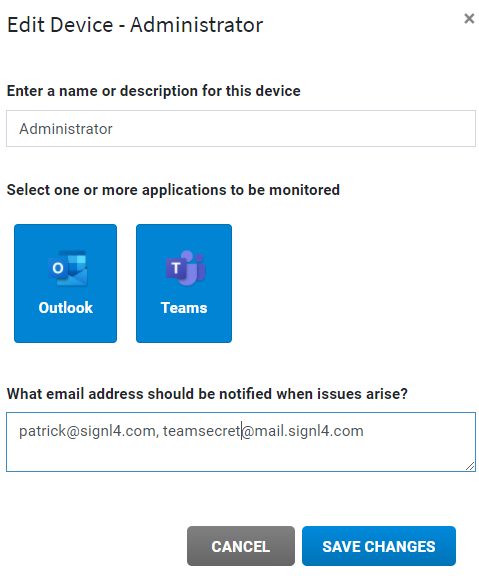 Edit Device - Administrator
×
Enter a name or description for this device
Administrator
Select one or more applications to be monitored
O
T
Outlook
Teams
What email address should be notified when issues arise?
patrick@signl4.com, teamsecret@mail.signl4.com
CANCEL
SAVE CHANGES